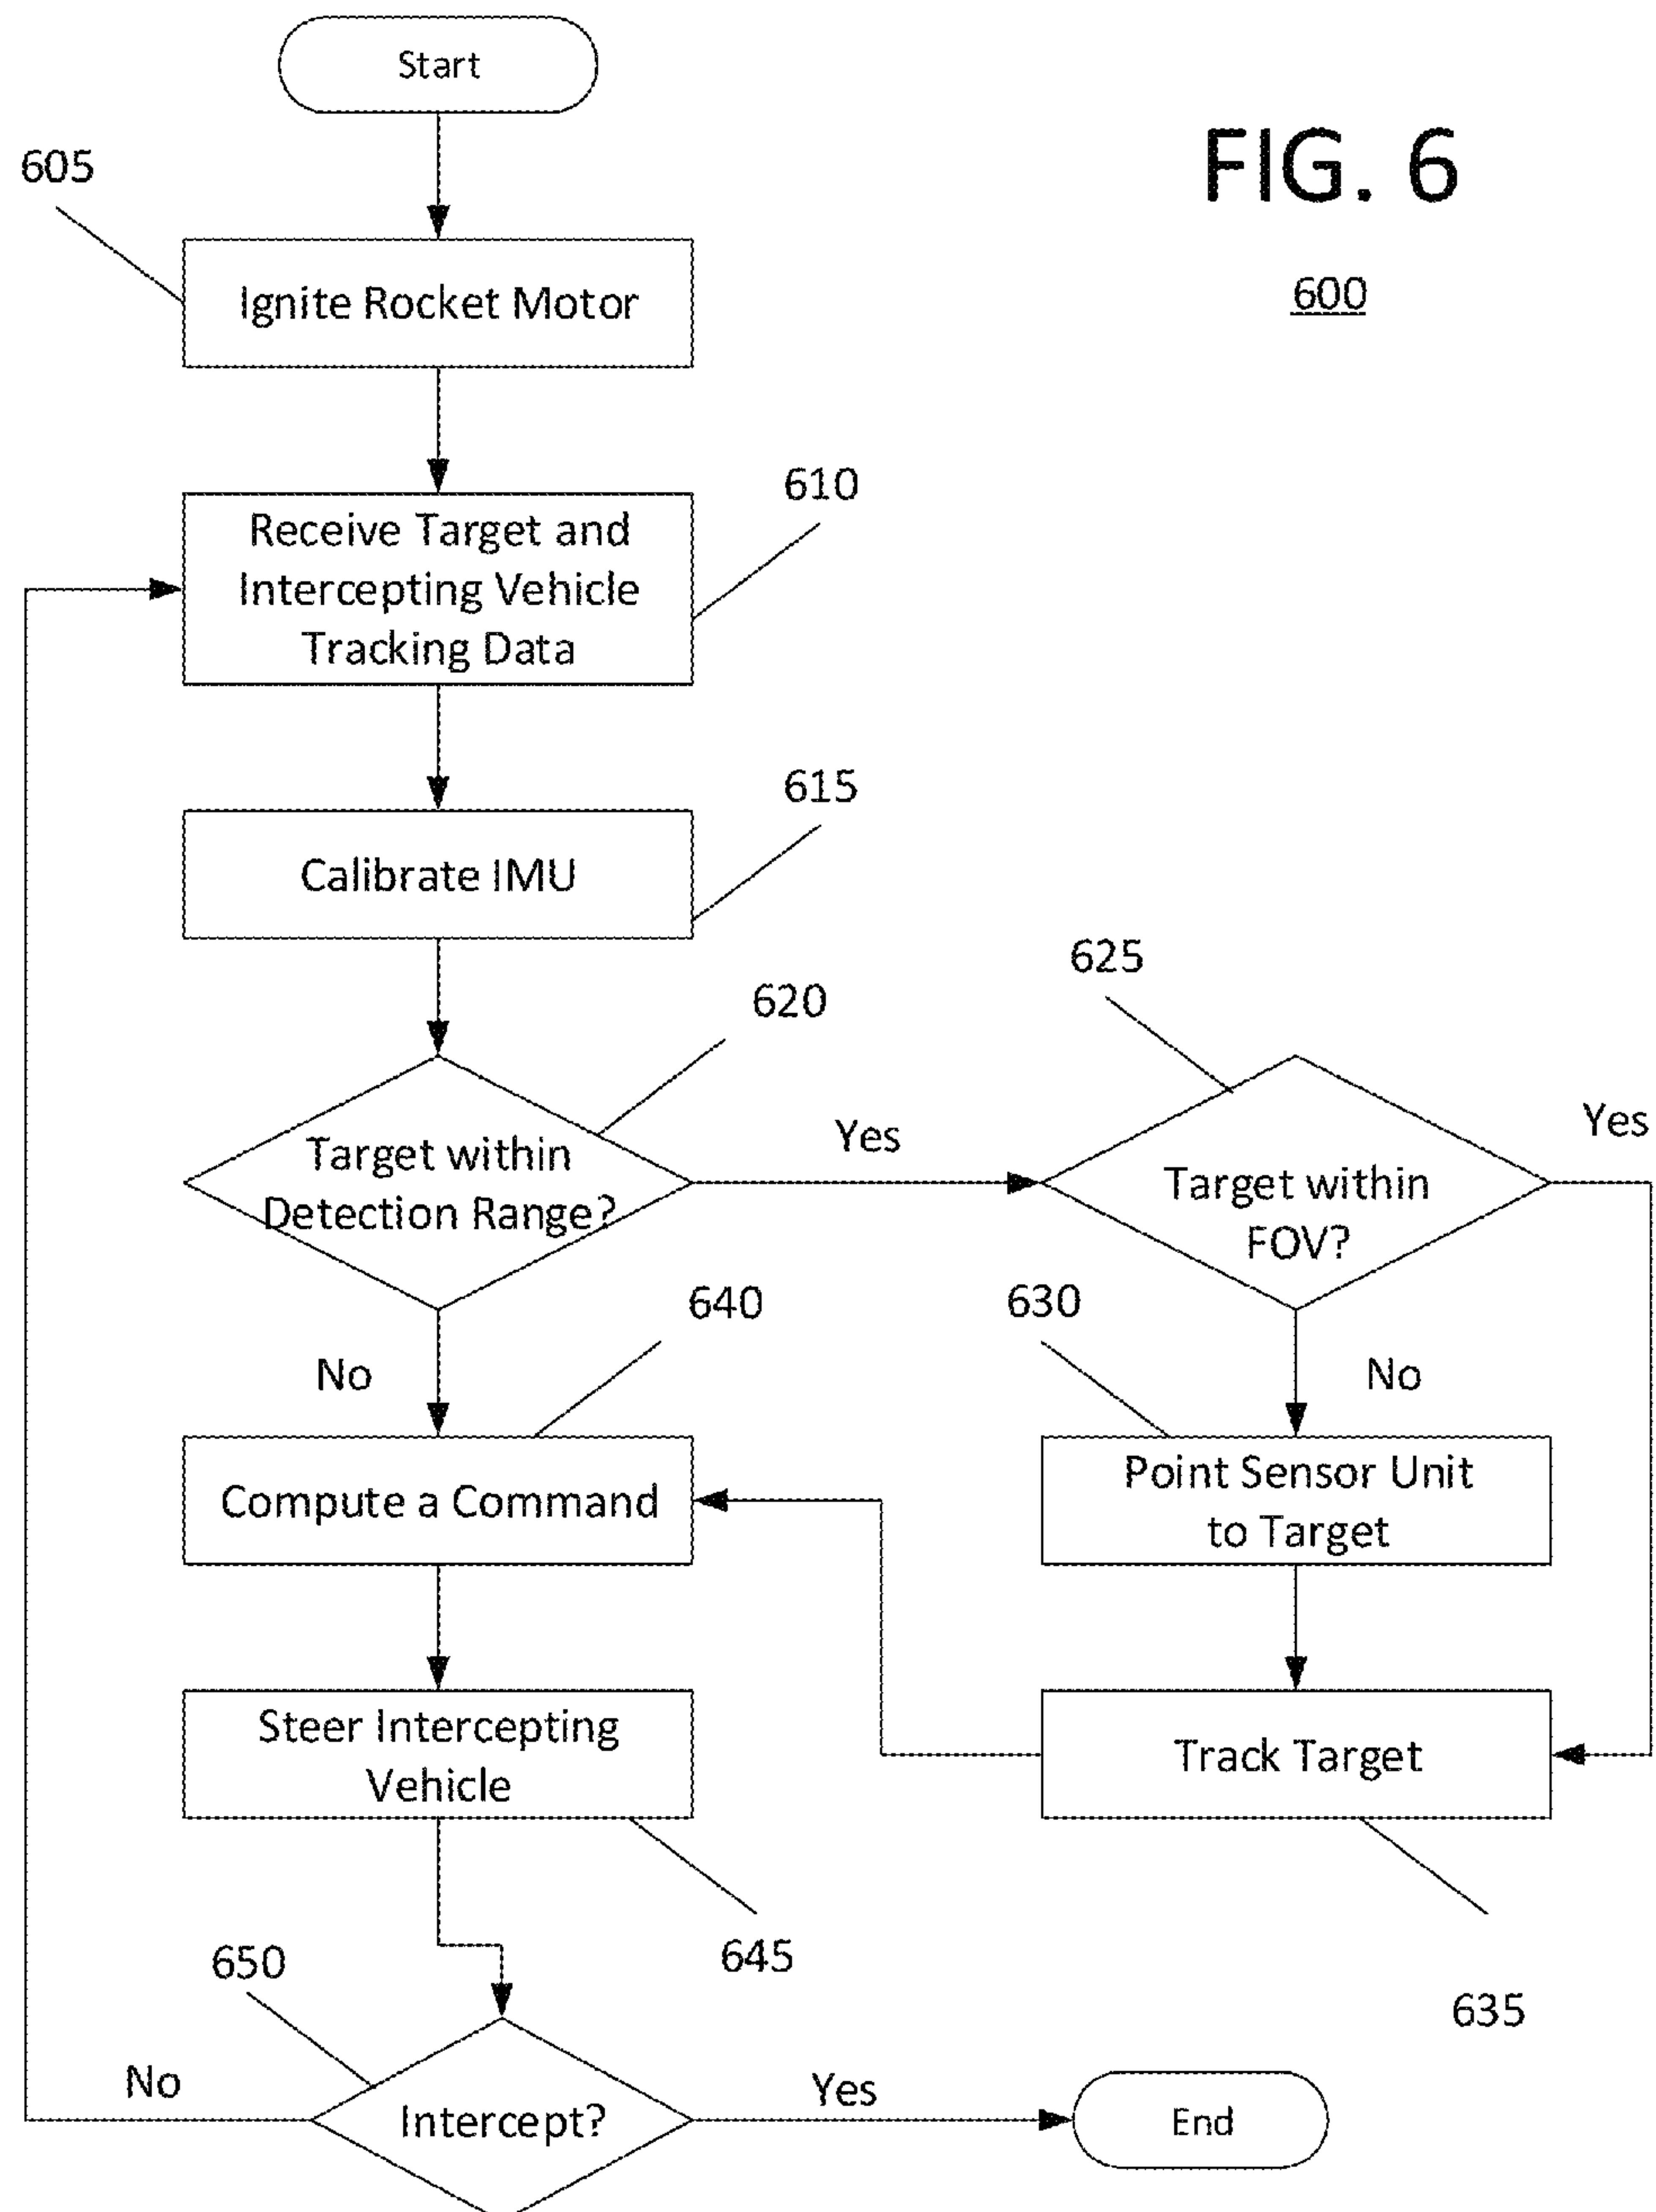 Start
FIG. 6
600
605
Ignite Rocket Motor
610
Receive Target and
Intercepting Vehicle
Tracking Data
615
Calibrate IMU
620
Target within
Detection Range?
Yes
625
Target within
FOV?
Yes
No
640
Compute a Command
630
No
Point Sensor Unit
to Target
Steer Intercepting
Vehicle
645
Track Target
635
650
Intercept?
No
Yes
End